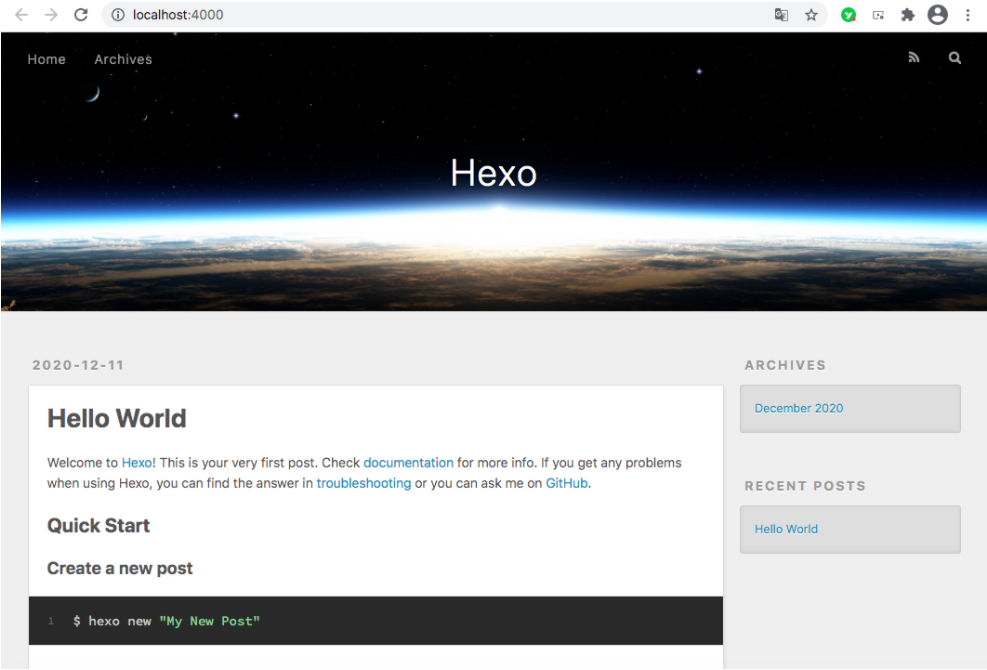 localhost:4000
Home Archives
Hexo
2020-12-11
Hello World
Welcome to Hexo! This is your very first post. Check documentation for more info. If you get any problems
when using Hexo, you can find the answer in troubleshooting or you can ask me on GitHub.
Quick Start
Create a new post
1 $ hexo new "My New Post"
ARCHIVES
December 2020
RECENT POSTS
Hello World